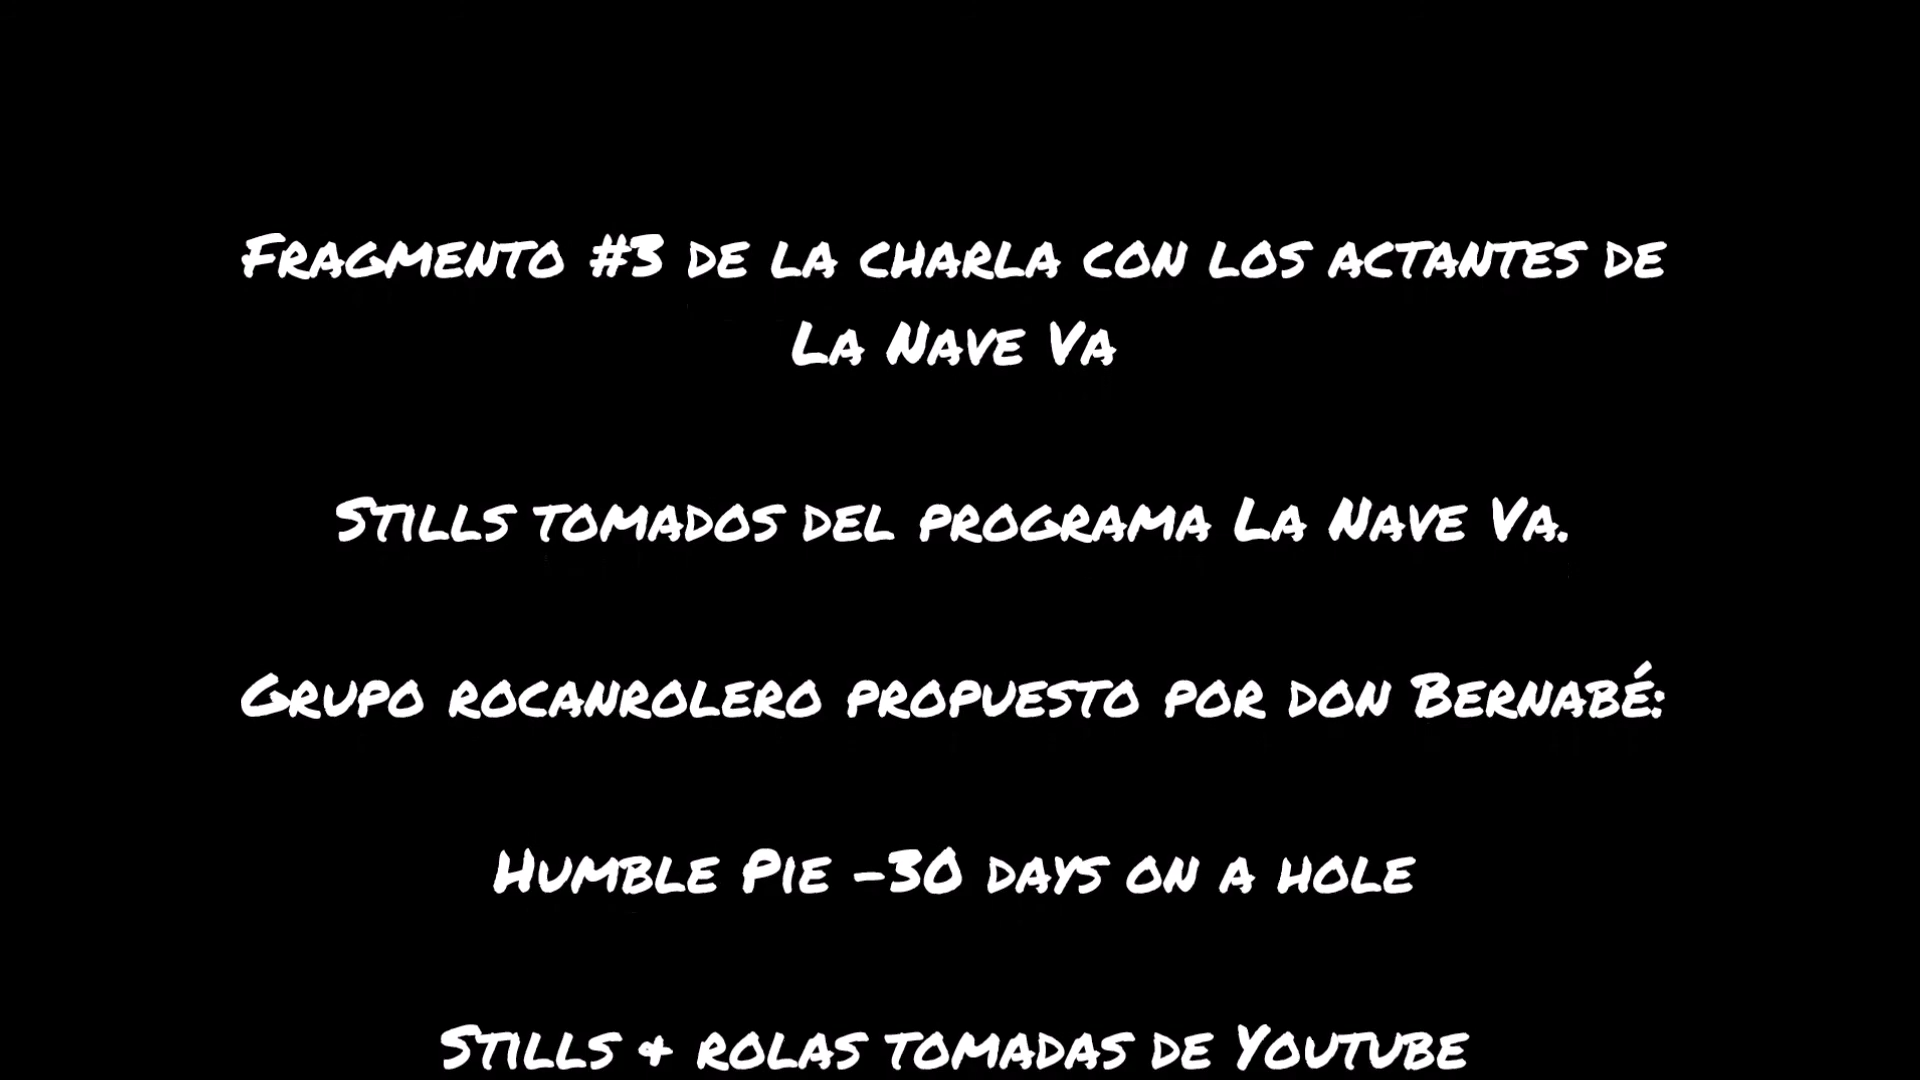 Fragmento #3 de la charla con los actantes de
La Nave Va
Stills tomados del programa La Nave Va.
Grupo rocanrolero propuesto por don Bernabé:
Humble Pie -30 days on a hole
Stills & rolas tomadas de Youtube